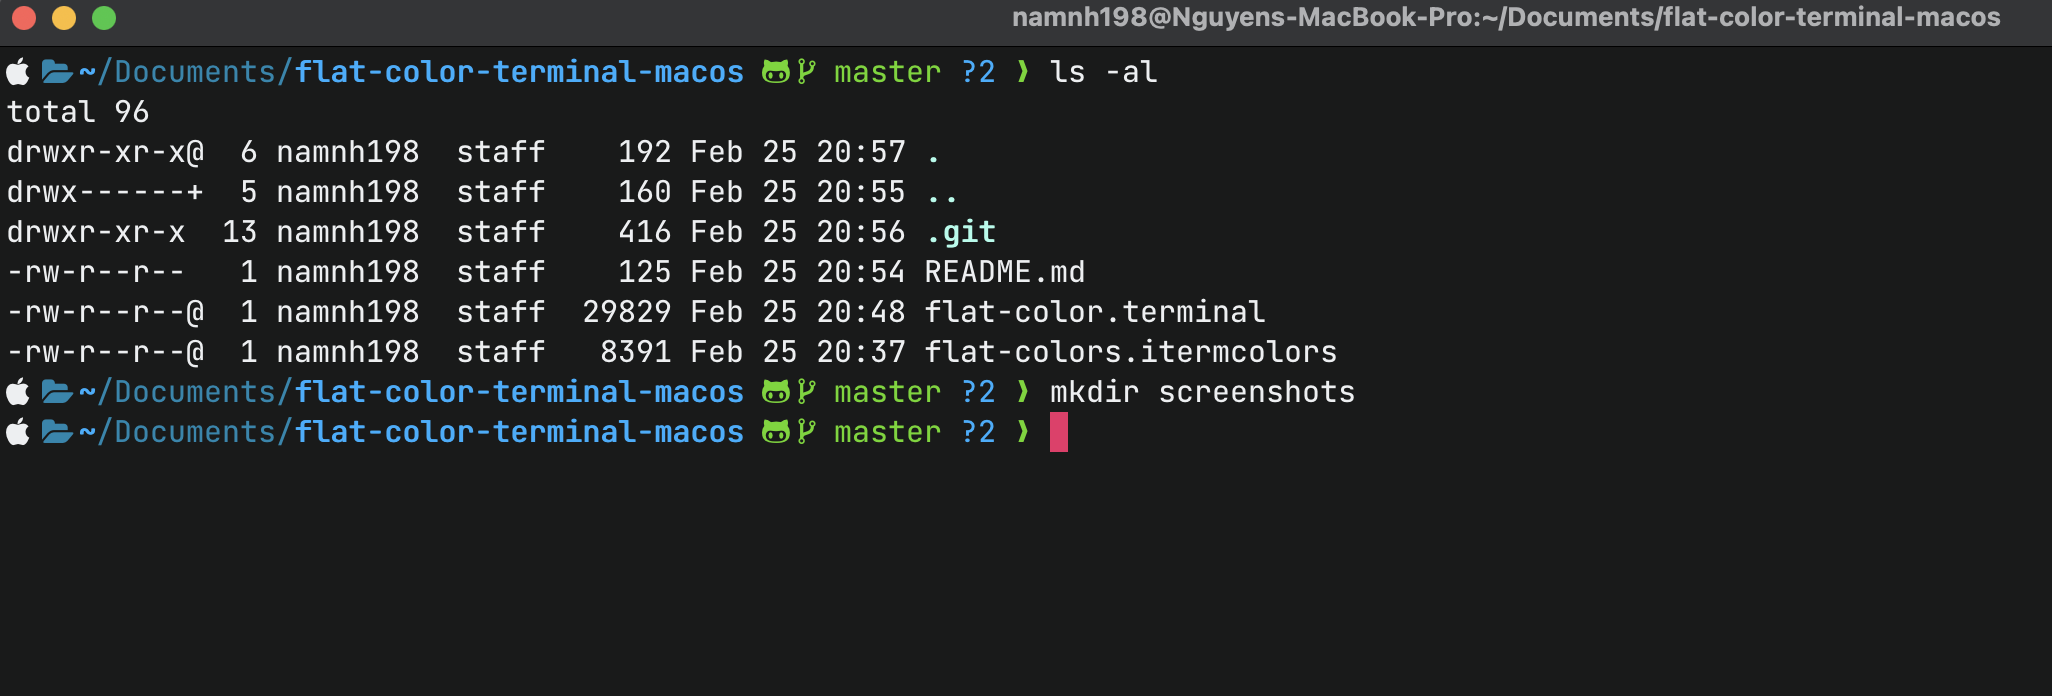 namnh198@Nguyens-MacBook-Pro:~/Documents/flat-color-terminal-macos
~/Documents/flat-color-terminal-macos master ?2 ❯ ls -al
total 96
drwxr-xr-x@  6 namnh198  staff    192 Feb 25 20:57 .
drwx------+  5 namnh198  staff    160 Feb 25 20:55 ..
drwxr-xr-x  13 namnh198  staff    416 Feb 25 20:56 .git
-rw-r--r--   1 namnh198  staff    125 Feb 25 20:54 README.md
-rw-r--r--@  1 namnh198  staff  29829 Feb 25 20:48 flat-color.terminal
-rw-r--r--@  1 namnh198  staff   8391 Feb 25 20:37 flat-colors.itermcolors
~/Documents/flat-color-terminal-macos master ?2 ❯ mkdir screenshots
~/Documents/flat-color-terminal-macos master ?2 ❯